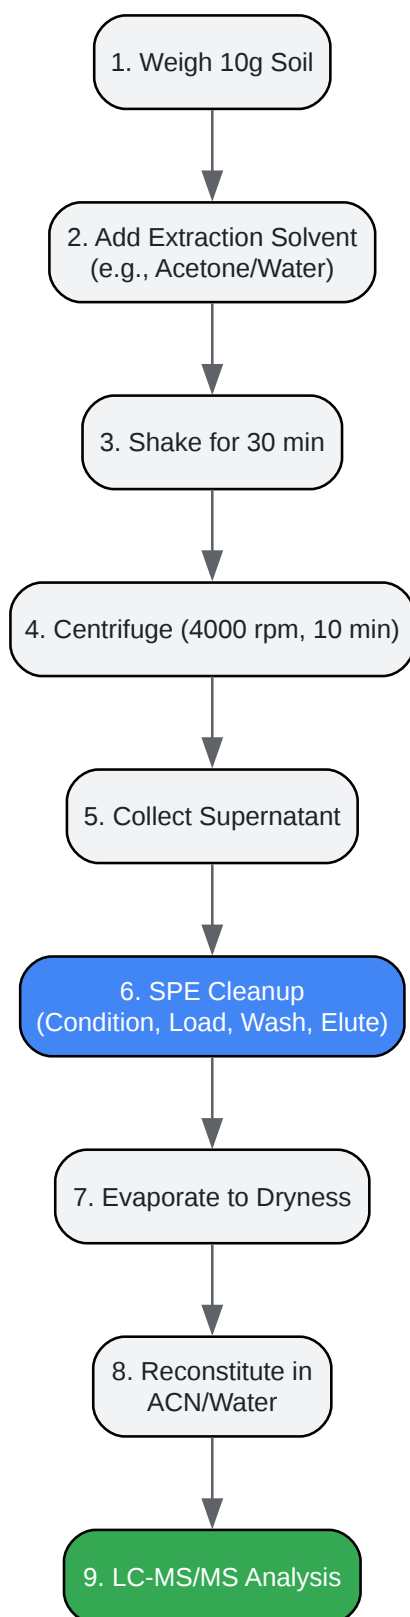 1. Weigh 10g Soil
2. Add Extraction Solvent
(e.g., Acetone/Water)
3. Shake for 30 min
4. Centrifuge (4000 rpm, 10 min)
5. Collect Supernatant
6. SPE Cleanup
(Condition, Load, Wash, Elute)
7. Evaporate to Dryness
8. Reconstitute in
ACN/Water
9. LC-MS/MS Analysis